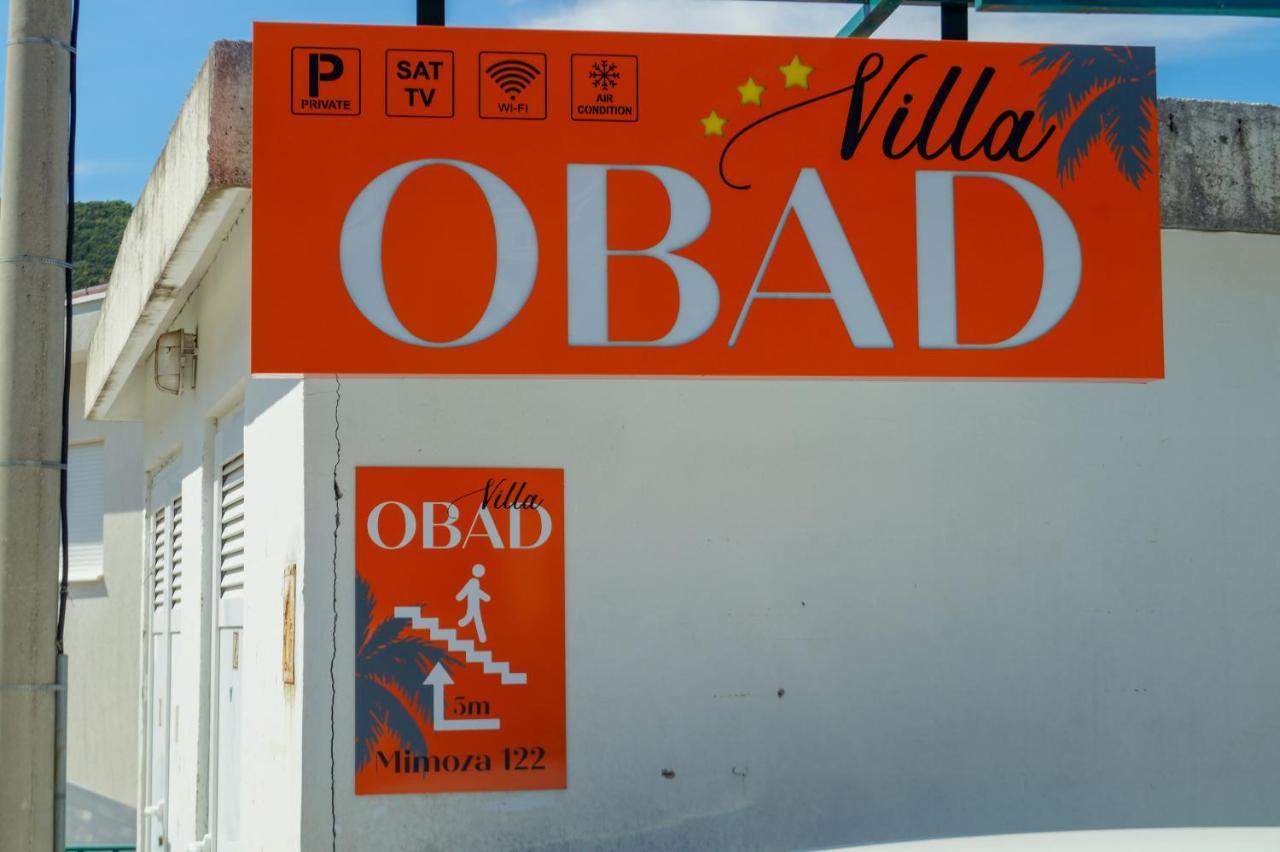 P
PRIVATE
SAT
TV
WI-FI
AIR
CONDITION
Villa
OBAD
Villa
OBAD
5m
Mimoza 122